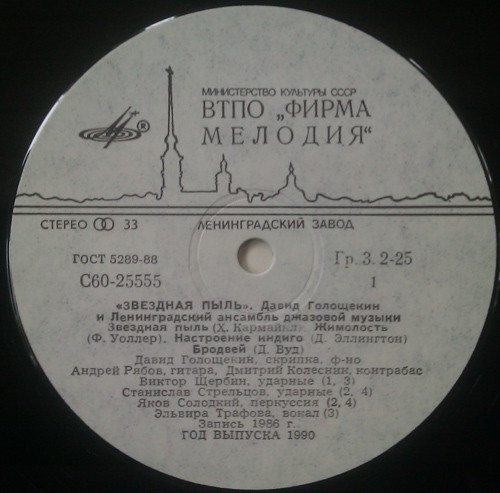 МИНИСТЕРСТВО КУЛЬТУРЫ СССР
ВТПО „ФИРМА
МЕЛОДИЯ“
®
СТЕРЕО 33 ЛЕНИНГРАДСКИЙ ЗАВОД
ГОСТ 5289-88 Гр. 3. 2-25
С60-25555 1
«ЗВЕЗДНАЯ ПЫЛЬ». Давид Голощекин
и Ленинградский ансамбль джазовой музыки
Звездная пыль (Х. Кармайкл). Жимолость
(Ф. Уоллер). Настроение индиго (Д. Эллингтон)
Бродвей (Д. Вуд)
Давид Голощекин, скрипка, ф-но
Андрей Рябов, гитара, Дмитрий Колесник, контрабас
Виктор Щербин, ударные (1, 3)
Станислав Стрельцов, ударные (2, 4)
Яков Солодкий, перкуссия (2, 4)
Эльвира Трафова, вокал (3)
Запись 1986 г.
ГОД ВЫПУСКА 1990